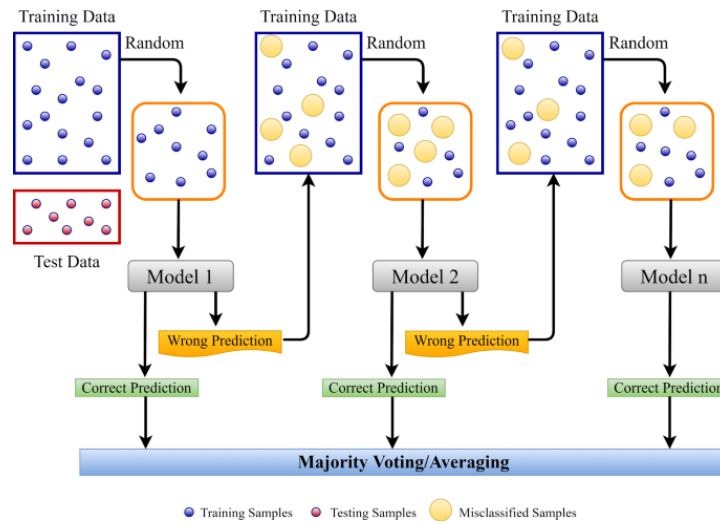 Training Data
Training Data
Training Data
Random
Random
Random
Test Data
Model 1
Model 2
Model n
Wrong Prediction
Wrong Prediction
Correct Prediction
Correct Prediction
Correct Prediction
Majority Voting/Averaging
Training Samples
Testing Samples
Misclassified Samples